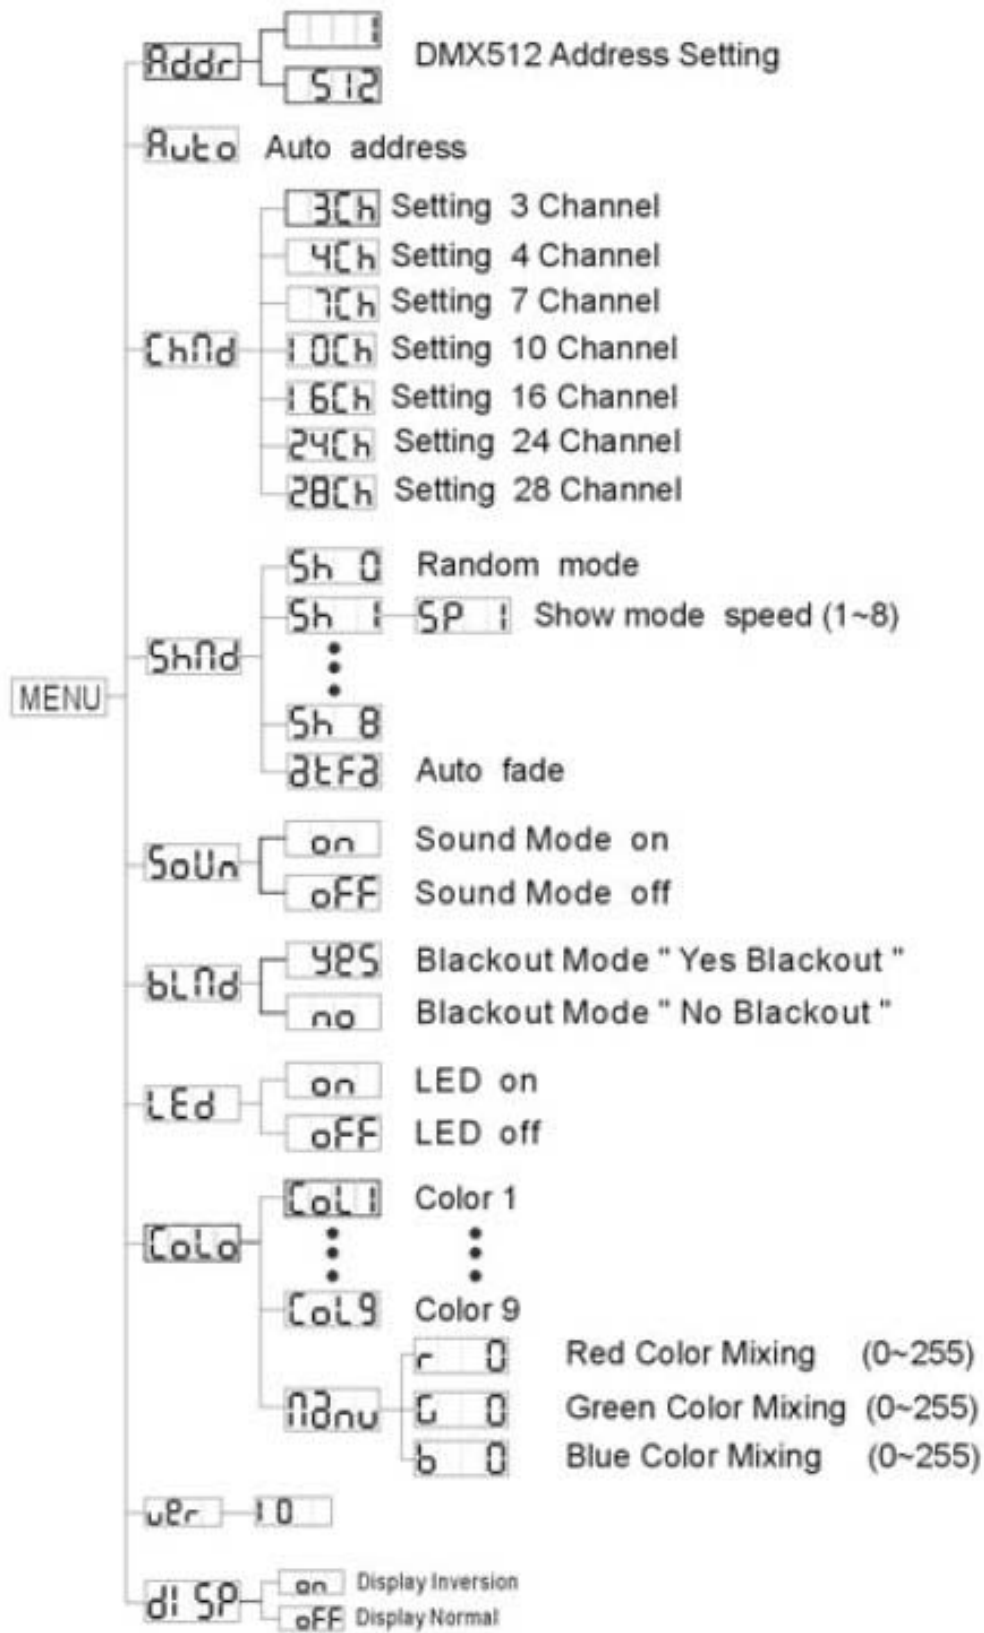 Addr
1
512
DMX512 Address Setting
Auto Auto address
ChMd
3Ch Setting 3 Channel
4Ch Setting 4 Channel
7Ch Setting 7 Channel
10Ch Setting 10 Channel
16Ch Setting 16 Channel
24Ch Setting 24 Channel
28Ch Setting 28 Channel
MENU
ShMd
Sh 0 Random mode
Sh 1 SP 1 Show mode speed (1~8)
Sh 8
atFa Auto fade
SoUn
on Sound Mode on
oFF Sound Mode off
bLMd
yes Blackout Mode " Yes Blackout "
no Blackout Mode " No Blackout "
LEd
on LED on
oFF LED off
CoLo
CoL1 Color 1
CoL9 Color 9
Manu
r 0 Red Color Mixing (0~255)
G 0 Green Color Mixing (0~255)
b 0 Blue Color Mixing (0~255)
ver 10
dISP
on Display Inversion
oFF Display Normal